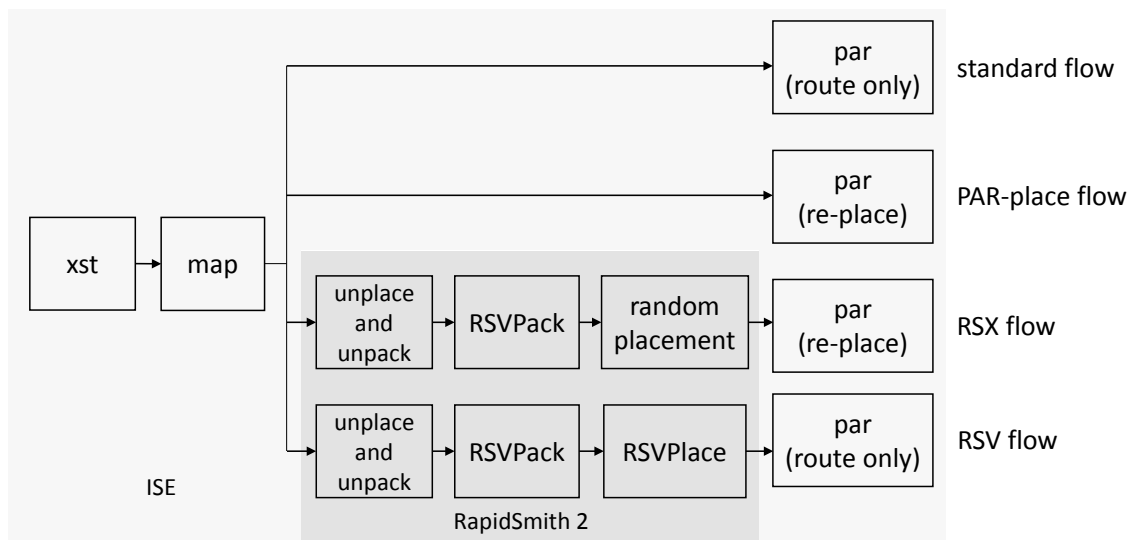 par
(route only)
standard flow
par
(re-place)
PAR-place flow
xst
map
unplace
and
unpack
RSVPack
random
placement
par
(re-place)
RSX flow
unplace
and
unpack
RSVPack
RSVPlace
par
(route only)
RSV flow
ISE
RapidSmith 2